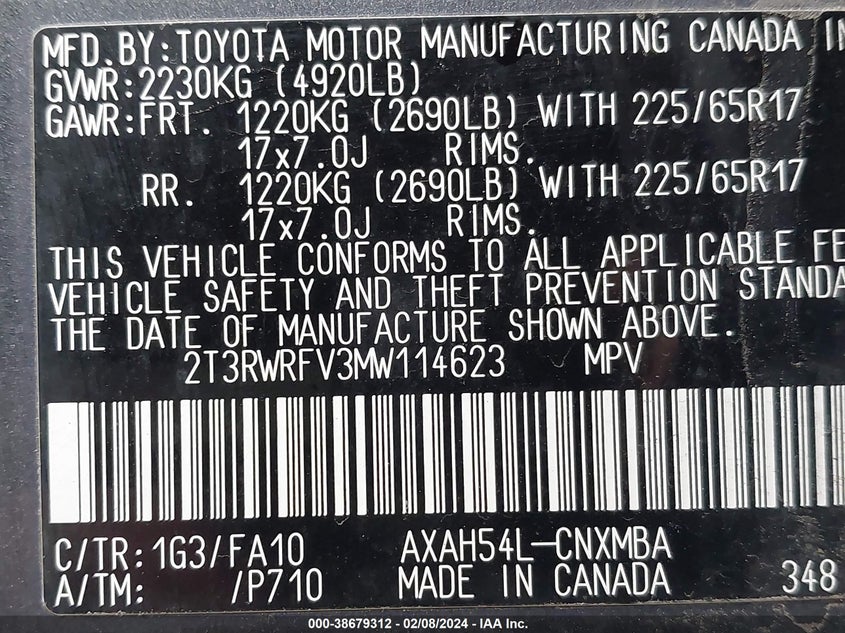 MFD.BY:TOYOTA MOTOR MANUFACTURING CANADA IN
GVWR:2230KG (4920LB)
GAWR:FRT. 1220KG (2690LB) WITH 225/65R17
17x7.0J RIMS.
RR. 1220KG (2690LB) WITH 225/65R17
17x7.0J RIMS.
THIS VEHICLE CONFORMS TO ALL APPLICABLE FE
VEHICLE SAFETY AND THEFT PREVENTION STANDA
THE DATE OF MANUFACTURE SHOWN ABOVE.
2T3RWRFV3MW114623 MPV
C/TR:1G3/FA10 AXAH54L-CNXMBA
A/TM: /P710 MADE IN CANADA 348
000-38679312 - 02/08/2024 - IAA Inc.